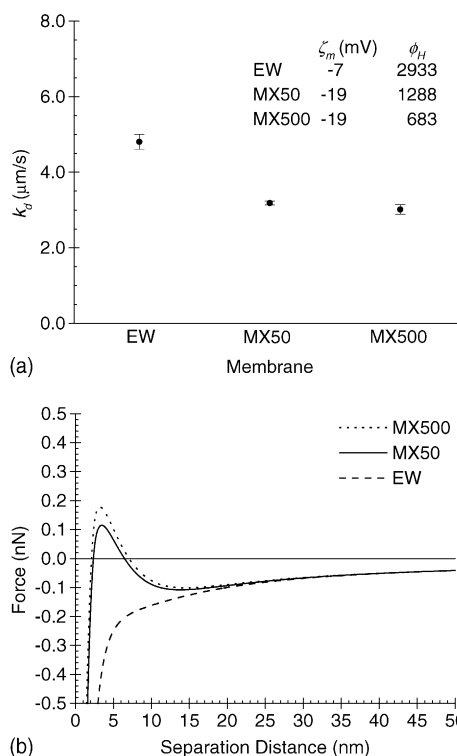 ζm (mV) ϕH
EW -7 2933
MX50 -19 1288
MX500 -19 683
8.0
6.0
4.0
2.0
0.0
kd (μm/s)
EW MX50 MX500
Membrane
(a)
0.5
0.4
0.3
0.2
0.1
0.0
-0.1
-0.2
-0.3
-0.4
-0.5
Force (nN)
MX500
MX50
EW
0 5 10 15 20 25 30 35 40 45 50
Separation Distance (nm)
(b)